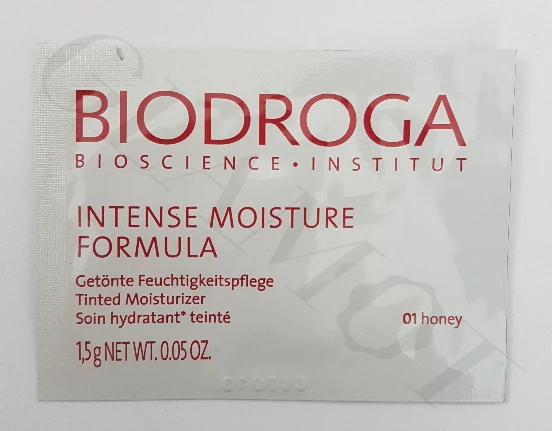 BIODROGA
BIOSCIENCE • INSTITUT
INTENSE MOISTURE
FORMULA
Getönte Feuchtigkeitspflege
Tinted Moisturizer
Soin hydratant* teinté
01 honey
1,5 g NET WT. 0.05 OZ.